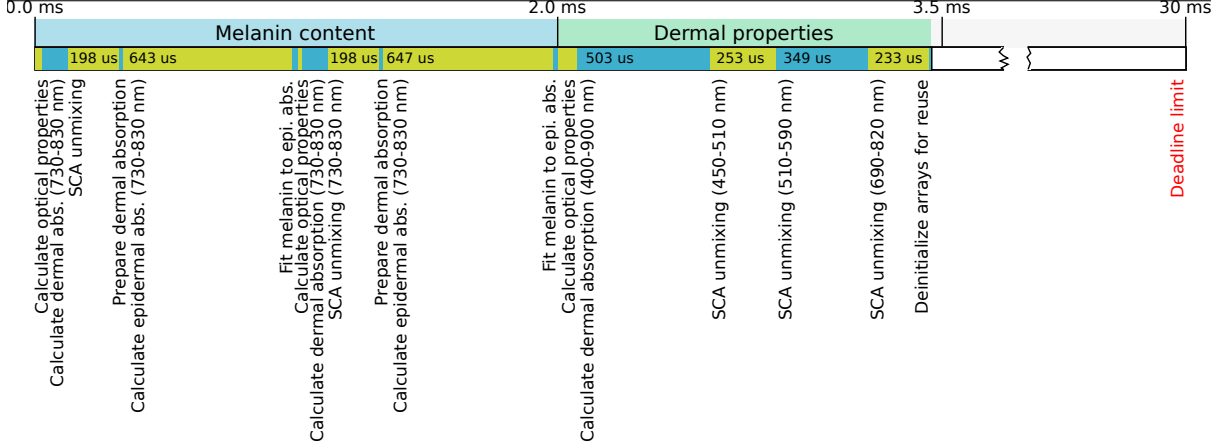 0.0 ms
2.0 ms
3.5 ms
30 ms
Melanin content
Dermal properties
198 us
643 us
198 us
647 us
503 us
253 us
349 us
233 us
Calculate optical properties
Calculate dermal abs. (730-830 nm)
SCA unmixing
Prepare dermal absorption
Calculate epidermal abs. (730-830 nm)
Fit melanin to epi. abs.
Calculate optical properties
Calculate dermal absorption (730-830 nm)
SCA unmixing (730-830 nm)
Prepare dermal absorption
Calculate epidermal abs. (730-830 nm)
Fit melanin to epi. abs.
Calculate optical properties
Calculate dermal absorption (400-900 nm)
SCA unmixing (450-510 nm)
SCA unmixing (510-590 nm)
SCA unmixing (690-820 nm)
Deinitialize arrays for reuse
Deadline limit